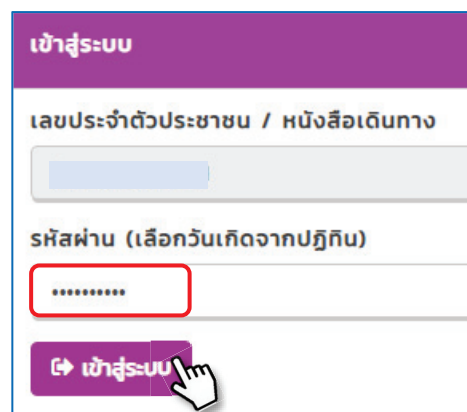 เข้าสู่ระบบ
เลขประจำตัวประชาชน / หนังสือเดินทาง
รหัสผ่าน (เลือกวันเกิดจากปฏิทิน)
••••••••••
เข้าสู่ระบบ